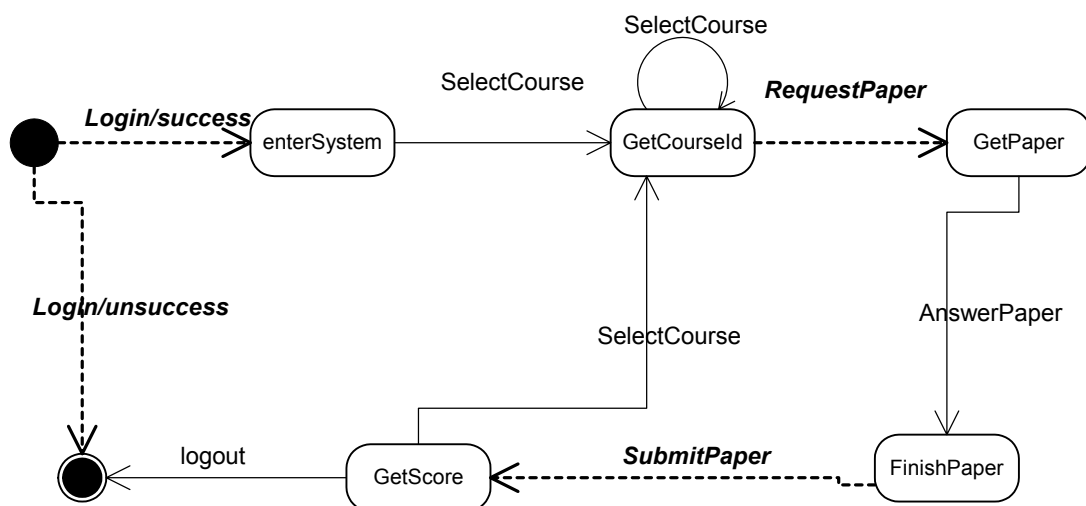 SelectCourse
SelectCourse
RequestPaper
Login/success
enterSystem
GetCourseId
GetPaper
Login/unsuccess
AnswerPaper
SelectCourse
logout
GetScore
SubmitPaper
FinishPaper